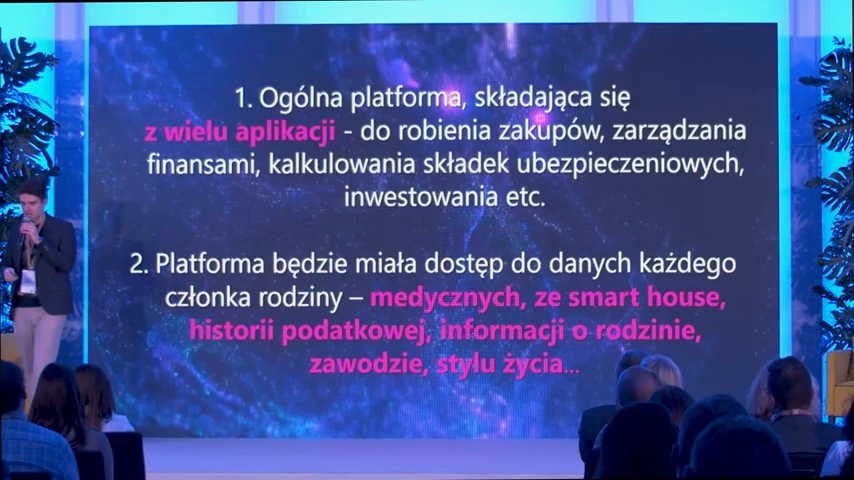 1. Ogólna platforma, składająca się
z wielu aplikacji - do robienia zakupów, zarządzania
finansami, kalkulowania składek ubezpieczeniowych,
inwestowania etc.
2. Platforma będzie miała dostęp do danych każdego
członka rodziny – medycznych, ze smart house,
historii podatkowej, informacji o rodzinie,
zawodzie, stylu życia...